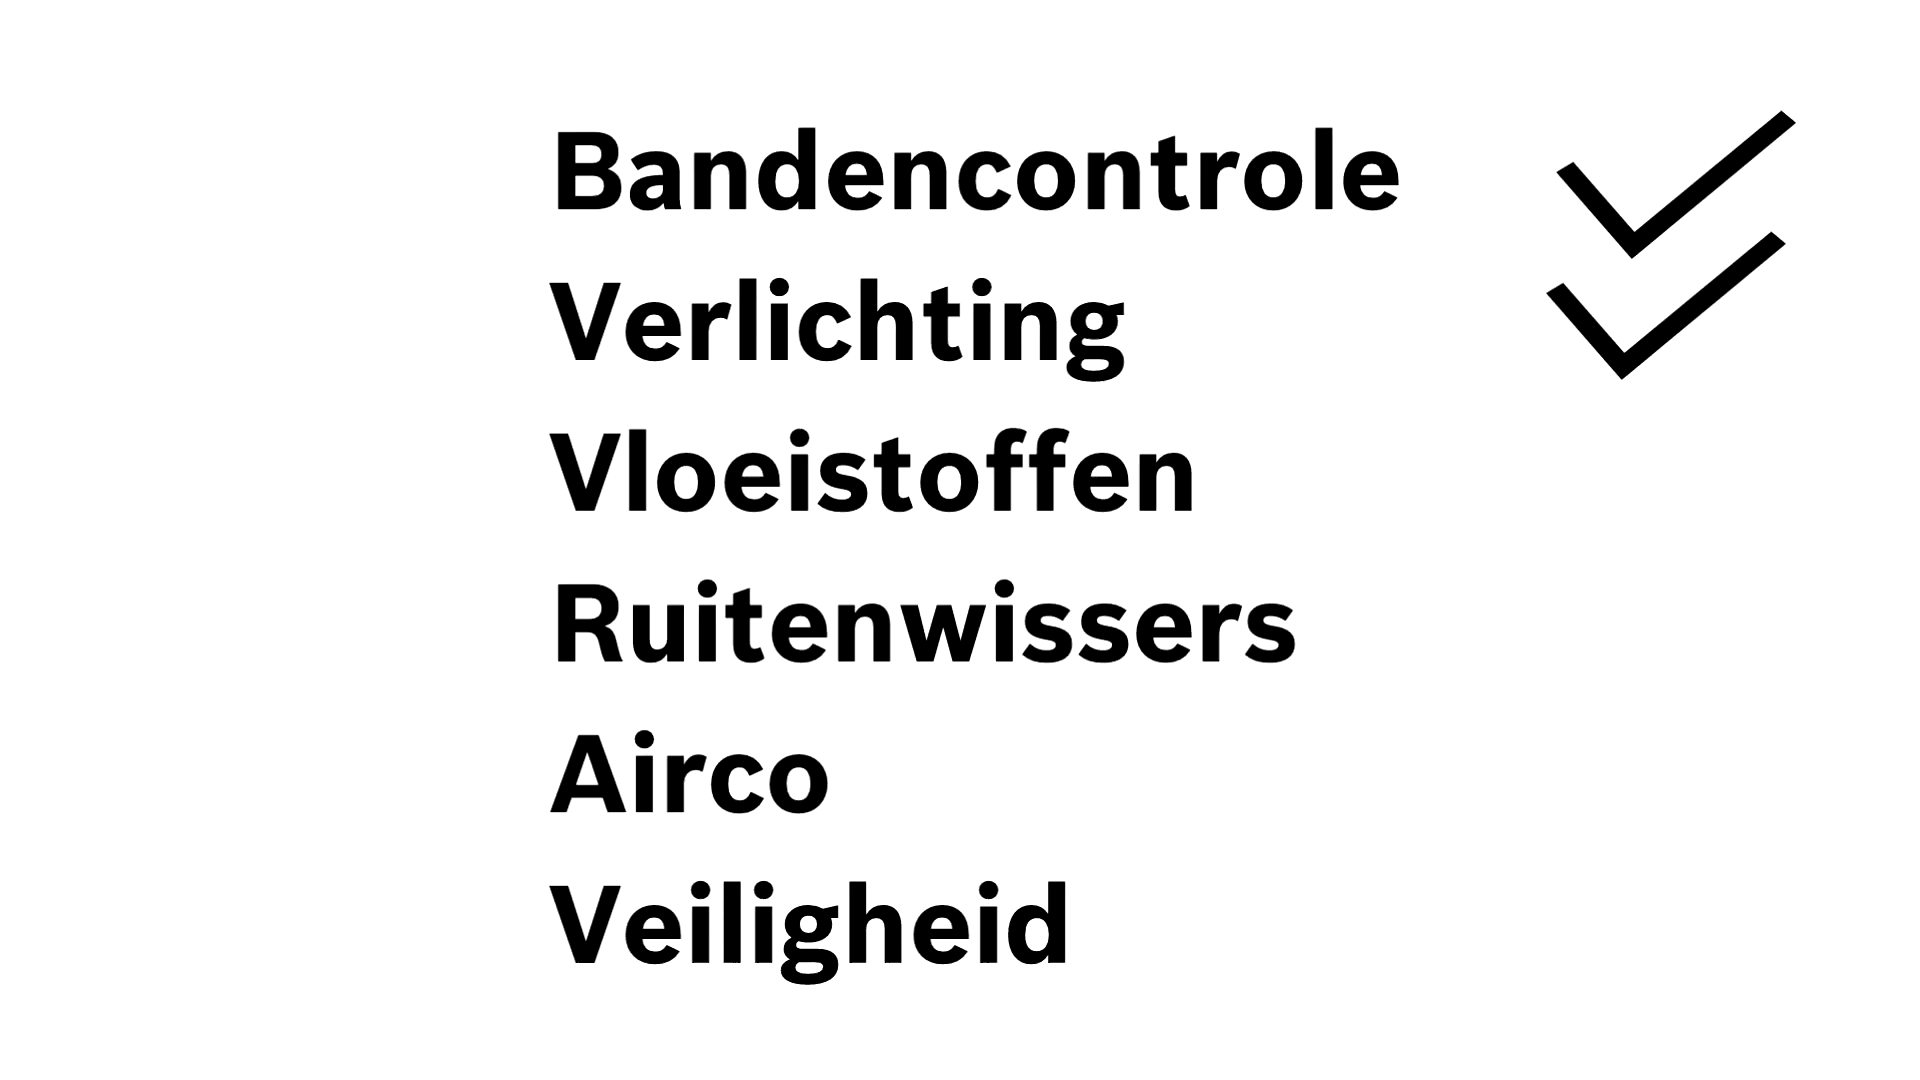 Bandencontrole
Verlichting
Vloeistoffen
Ruitenwissers
Airco
Veiligheid